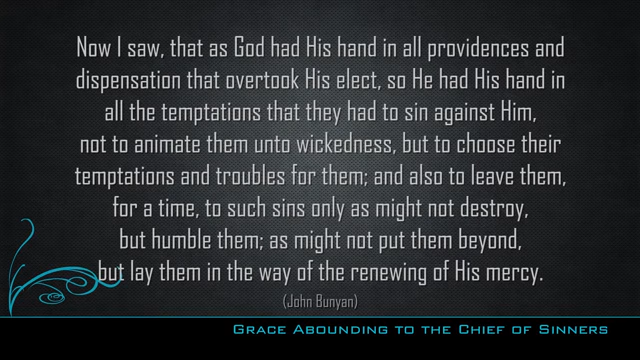 Now I saw, that as God had His hand in all providences and
dispensation that overtook His elect, so He had His hand in
all the temptations that they had to sin against Him,
not to animate them unto wickedness, but to choose their
temptations and troubles for them; and also to leave them,
for a time, to such sins only as might not destroy,
but humble them; as might not put them beyond,
but lay them in the way of the renewing of His mercy.
(John Bunyan)
Grace Abounding to the Chief of Sinners